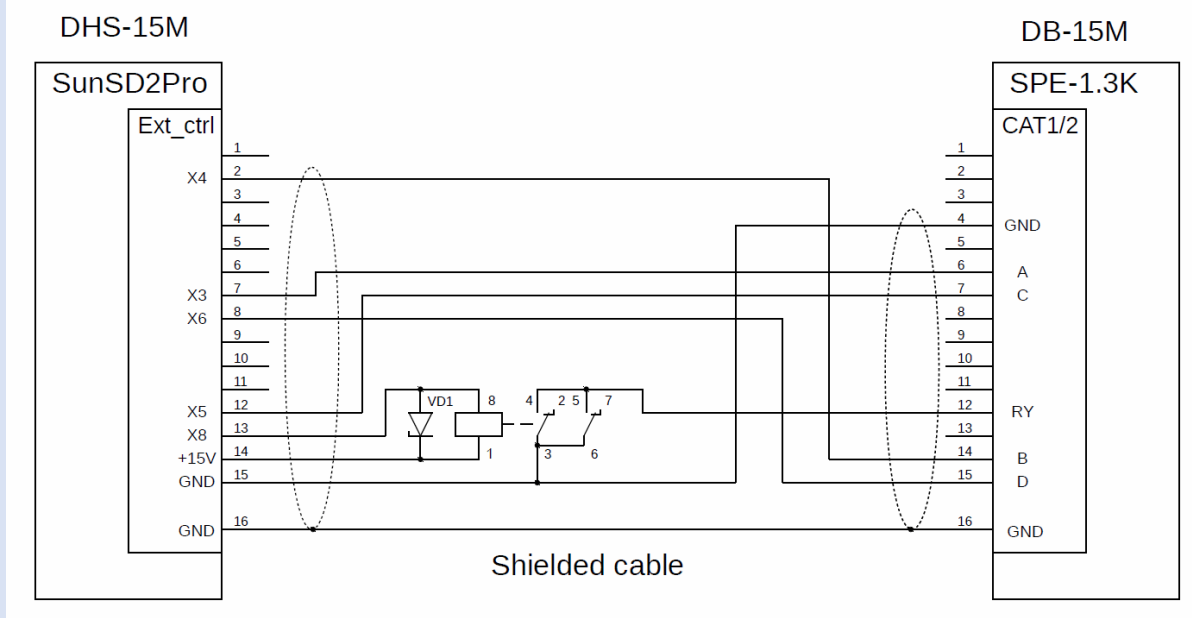 DHS-15M DB-15M
SunSD2Pro SPE-1.3K
Ext_ctrl CAT1/2
1 1
X4 2 2
3 3
4 4 GND
5 5
6 6 A
X3 7 7 C
X6 8 8
9 9
10 10
11 11
VD1 8 4 2 5 7
X5 12 12 RY
X8 13 13
+15V 14 1 3 6 14 B
GND 15 15 D
GND 16 16 GND
Shielded cable